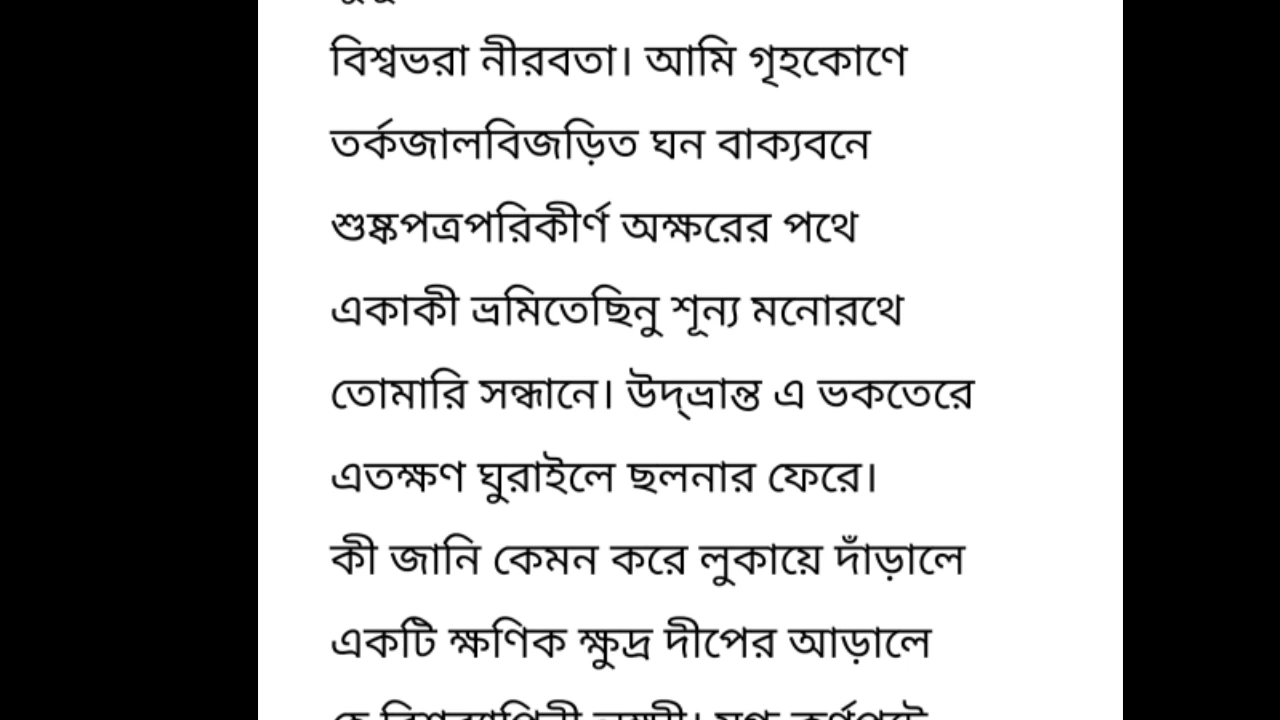 বিশ্বভরা নীরবতা। আমি গৃহকোণে
তর্কজালবিজড়িত ঘন বাক্যবনে
শুষ্কপত্রপরিকীর্ণ অক্ষরের পথে
একাকী ভ্রমিতেছিনু শূন্য মনোরথে
তোমারি সন্ধানে। উদ্‌ভ্রান্ত এ ভকতেরে
এতক্ষণ ঘুরাইলে ছলনার ফেরে।
কী জানি কেমন করে লুকায়ে দাঁড়ালে
একটি ক্ষণিক ক্ষুদ্র দীপের আড়ালে